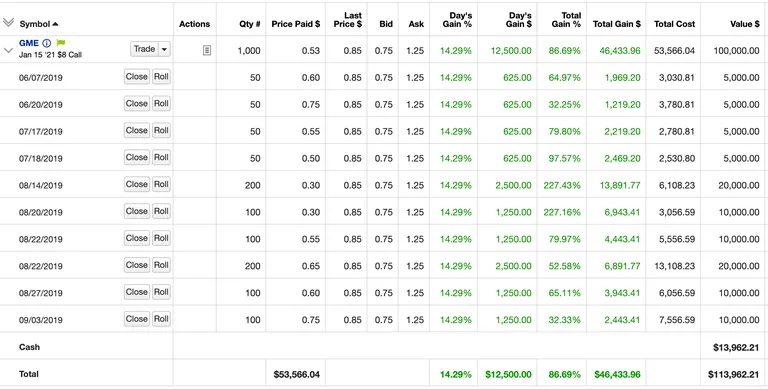 Symbol Actions Qty # Price Paid $ Last Price $ Bid Ask Day's Gain % Day's Gain $ Total Gain % Total Gain $ Total Cost Value $
GME Trade 1,000 0.53 0.85 0.75 1.25 14.29% 12,500.00 86.69% 46,433.96 53,566.04 100,000.00
Jan 15 '21 $8 Call
06/07/2019 Close Roll 50 0.60 0.85 0.75 1.25 14.29% 625.00 64.97% 1,969.20 3,030.81 5,000.00
06/20/2019 Close Roll 50 0.75 0.85 0.75 1.25 14.29% 625.00 32.25% 1,219.20 3,780.81 5,000.00
07/17/2019 Close Roll 50 0.55 0.85 0.75 1.25 14.29% 625.00 79.80% 2,219.20 2,780.81 5,000.00
07/18/2019 Close Roll 50 0.50 0.85 0.75 1.25 14.29% 625.00 97.57% 2,469.20 2,530.80 5,000.00
08/14/2019 Close Roll 200 0.30 0.85 0.75 1.25 14.29% 2,500.00 227.43% 13,891.77 6,108.23 20,000.00
08/20/2019 Close Roll 100 0.30 0.85 0.75 1.25 14.29% 1,250.00 227.16% 6,943.41 3,056.59 10,000.00
08/22/2019 Close Roll 100 0.55 0.85 0.75 1.25 14.29% 1,250.00 79.97% 4,443.41 5,556.59 10,000.00
08/22/2019 Close Roll 200 0.65 0.85 0.75 1.25 14.29% 2,500.00 52.58% 6,891.77 13,108.23 20,000.00
08/27/2019 Close Roll 100 0.60 0.85 0.75 1.25 14.29% 1,250.00 65.11% 3,943.41 6,056.59 10,000.00
09/03/2019 Close Roll 100 0.75 0.85 0.75 1.25 14.29% 1,250.00 32.33% 2,443.41 7,556.59 10,000.00
Cash $13,962.21
Total $53,566.04 14.29% $12,500.00 86.69% $46,433.96 $113,962.21